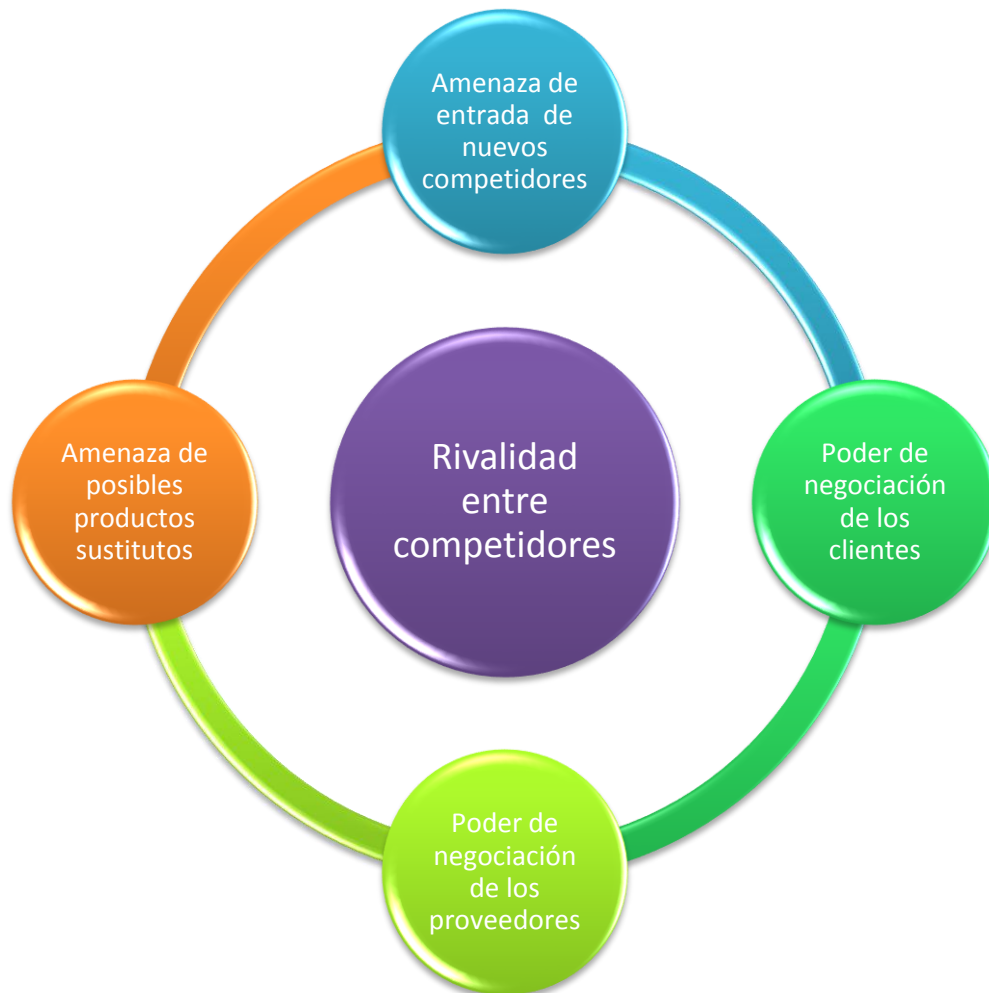 Amenaza de
entrada de
nuevos
competidores
Amenaza de
posibles
productos
sustitutos
Rivalidad
entre
competidores
Poder de
negociación
de los
clientes
Poder de
negociación
de los
proveedores